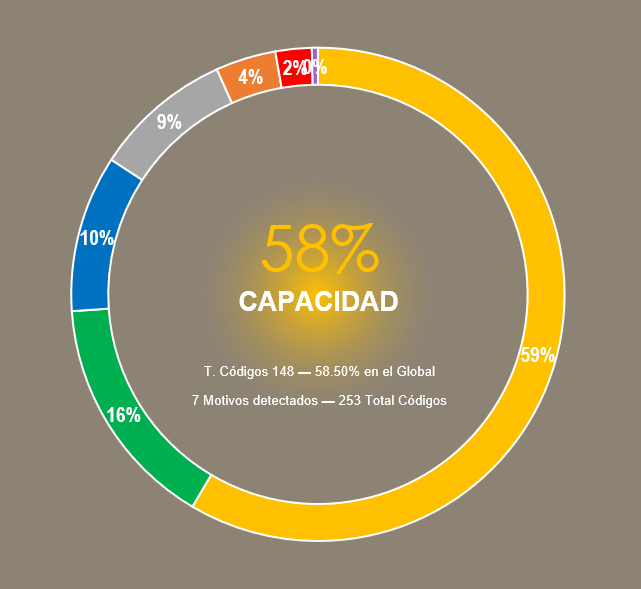 4%
2%
0%
9%
10%
58%
CAPACIDAD
59%
T. Códigos 148 — 58.50% en el Global
7 Motivos detectados — 253 Total Códigos
16%